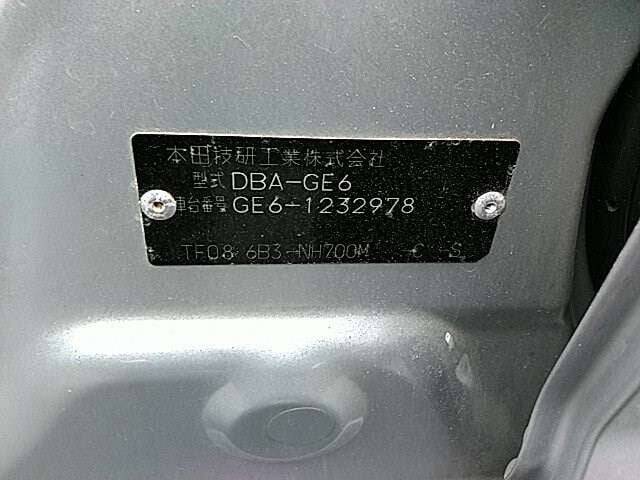 本田技研工業株式会社
型式 DBA-GE6
車台番号 GE6-1232978
TF08 6B3-NH700M -C -S